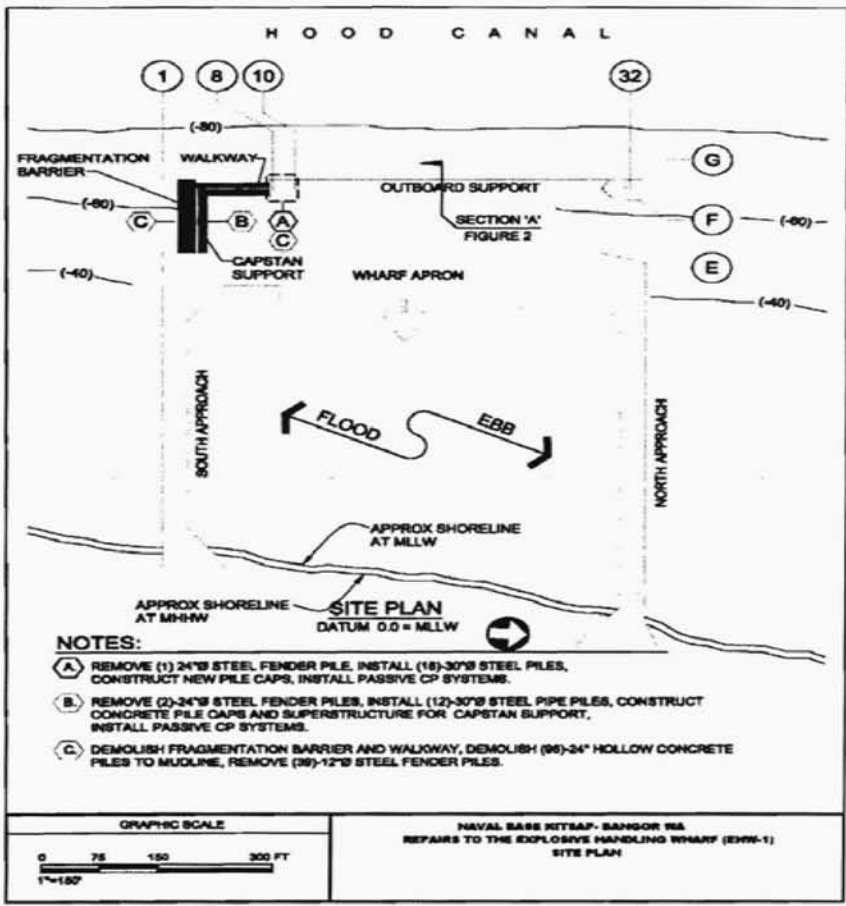 HOOD CANAL
1 8 10 32
(-80)
FRAGMENTATION BARRIER
WALKWAY
G
OUTBOARD SUPPORT
(-60)
C B A
C
SECTION 'A'
FIGURE 2
F
(-60)
CAPSTAN
SUPPORT
E
(-40)
WHARF APRON
(-40)
FLOOD
EBB
SOUTH APPROACH
NORTH APPROACH
APPROX SHORELINE
AT MLLW
APPROX SHORELINE
AT MHHW
SITE PLAN
DATUM 0.0 = MLLW
NOTES:
A REMOVE (1) 24"Ø STEEL FENDER PILE, INSTALL (18)-30"Ø STEEL PILES,
CONSTRUCT NEW PILE CAPS, INSTALL PASSIVE CP SYSTEMS.
B. REMOVE (2)-24"Ø STEEL FENDER PILES, INSTALL (12)-30"Ø STEEL PIPE PILES, CONSTRUCT
CONCRETE PILE CAPS AND SUPERSTRUCTURE FOR CAPSTAN SUPPORT,
INSTALL PASSIVE CP SYSTEMS.
C. DEMOLISH FRAGMENTATION BARRIER AND WALKWAY, DEMOLISH (96)-24" HOLLOW CONCRETE
PILES TO MUDLINE, REMOVE (39)-12"Ø STEEL FENDER PILES.
GRAPHIC SCALE
0 75 150 300 FT
1"=150'
NAVAL BASE KITSAP- BANGOR WA
REPAIRS TO THE EXPLOSIVE HANDLING WHARF (EHW-1)
SITE PLAN